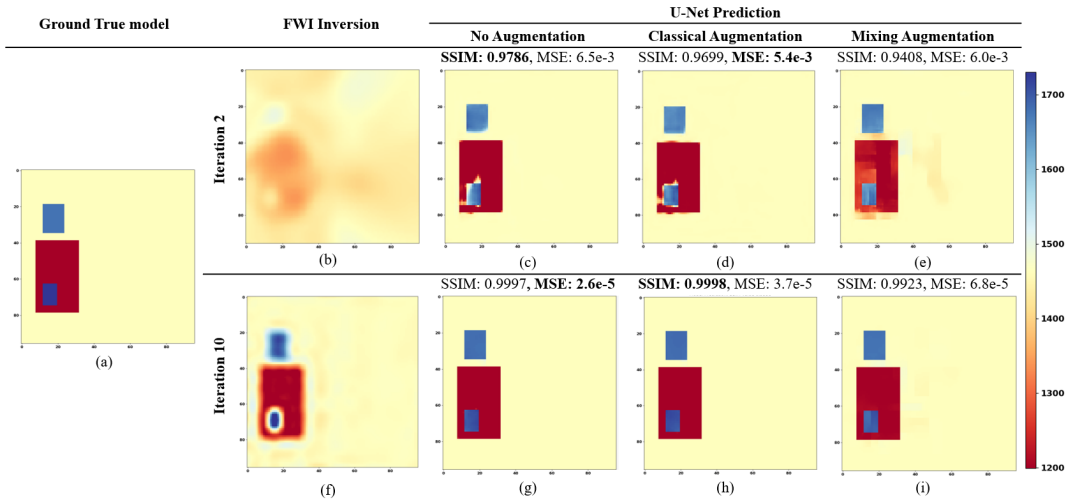 U-Net Prediction
Ground True model
FWI Inversion
No Augmentation
Classical Augmentation
Mixing Augmentation
SSIM: 0.9786, MSE: 6.5e-3
SSIM: 0.9699, MSE: 5.4e-3
SSIM: 0.9408, MSE: 6.0e-3
Iteration 2
(a)
(b)
(c)
(d)
(e)
SSIM: 0.9997, MSE: 2.6e-5
SSIM: 0.9998, MSE: 3.7e-5
SSIM: 0.9923, MSE: 6.8e-5
Iteration 10
(f)
(g)
(h)
(i)
1700
1600
1500
1400
1300
1200